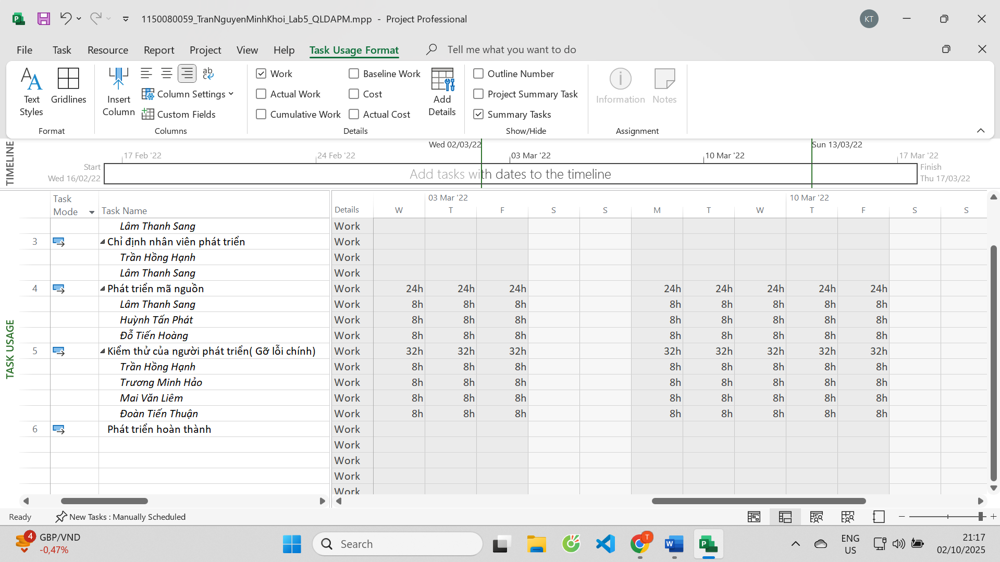 1150080059_TranNguyenMinhKhoi_Lab5_QLDAPM.mpp - Project Professional
KT
File Task Resource Report Project View Help Task Usage Format Tell me what you want to do
Text Styles
Gridlines
Format
Insert Column
Column Settings
Custom Fields
Columns
Work
Actual Work
Cumulative Work
Baseline Work
Cost
Actual Cost
Add Details
Details
Outline Number
Project Summary Task
Summary Tasks
Show/Hide
Information
Notes
Assignment
TIMELINE
Wed 02/03/22 Sun 13/03/22
17 Feb '22 24 Feb '22 03 Mar '22 10 Mar '22 17 Mar '22
Start
Wed 16/02/22
Add tasks with dates to the timeline
Finish
Thu 17/03/22
TASK USAGE
Task Mode Task Name Details
03 Mar '22 10 Mar '22
W T F S S M T W T F S S
Lâm Thanh Sang Work
3 Chỉ định nhân viên phát triển Work
Trần Hồng Hạnh Work
Lâm Thanh Sang Work
4 Phát triển mã nguồn Work 24h 24h 24h 24h 24h 24h 24h 24h
Lâm Thanh Sang Work 8h 8h 8h 8h 8h 8h 8h 8h
Huỳnh Tấn Phát Work 8h 8h 8h 8h 8h 8h 8h 8h
Đỗ Tiến Hoàng Work 8h 8h 8h 8h 8h 8h 8h 8h
5 Kiểm thử của người phát triển( Gỡ lỗi chính) Work 32h 32h 32h 32h 32h 32h 32h 32h
Trần Hồng Hạnh Work 8h 8h 8h 8h 8h 8h 8h 8h
Trương Minh Hảo Work 8h 8h 8h 8h 8h 8h 8h 8h
Mai Văn Liêm Work 8h 8h 8h 8h 8h 8h 8h 8h
Đoàn Tiến Thuận Work 8h 8h 8h 8h 8h 8h 8h 8h
6 Phát triển hoàn thành Work
Work
Work
Work
Work
Ready New Tasks : Manually Scheduled
4 GBP/VND
-0,47%
Search
T
ENG
US
21:17
02/10/2025